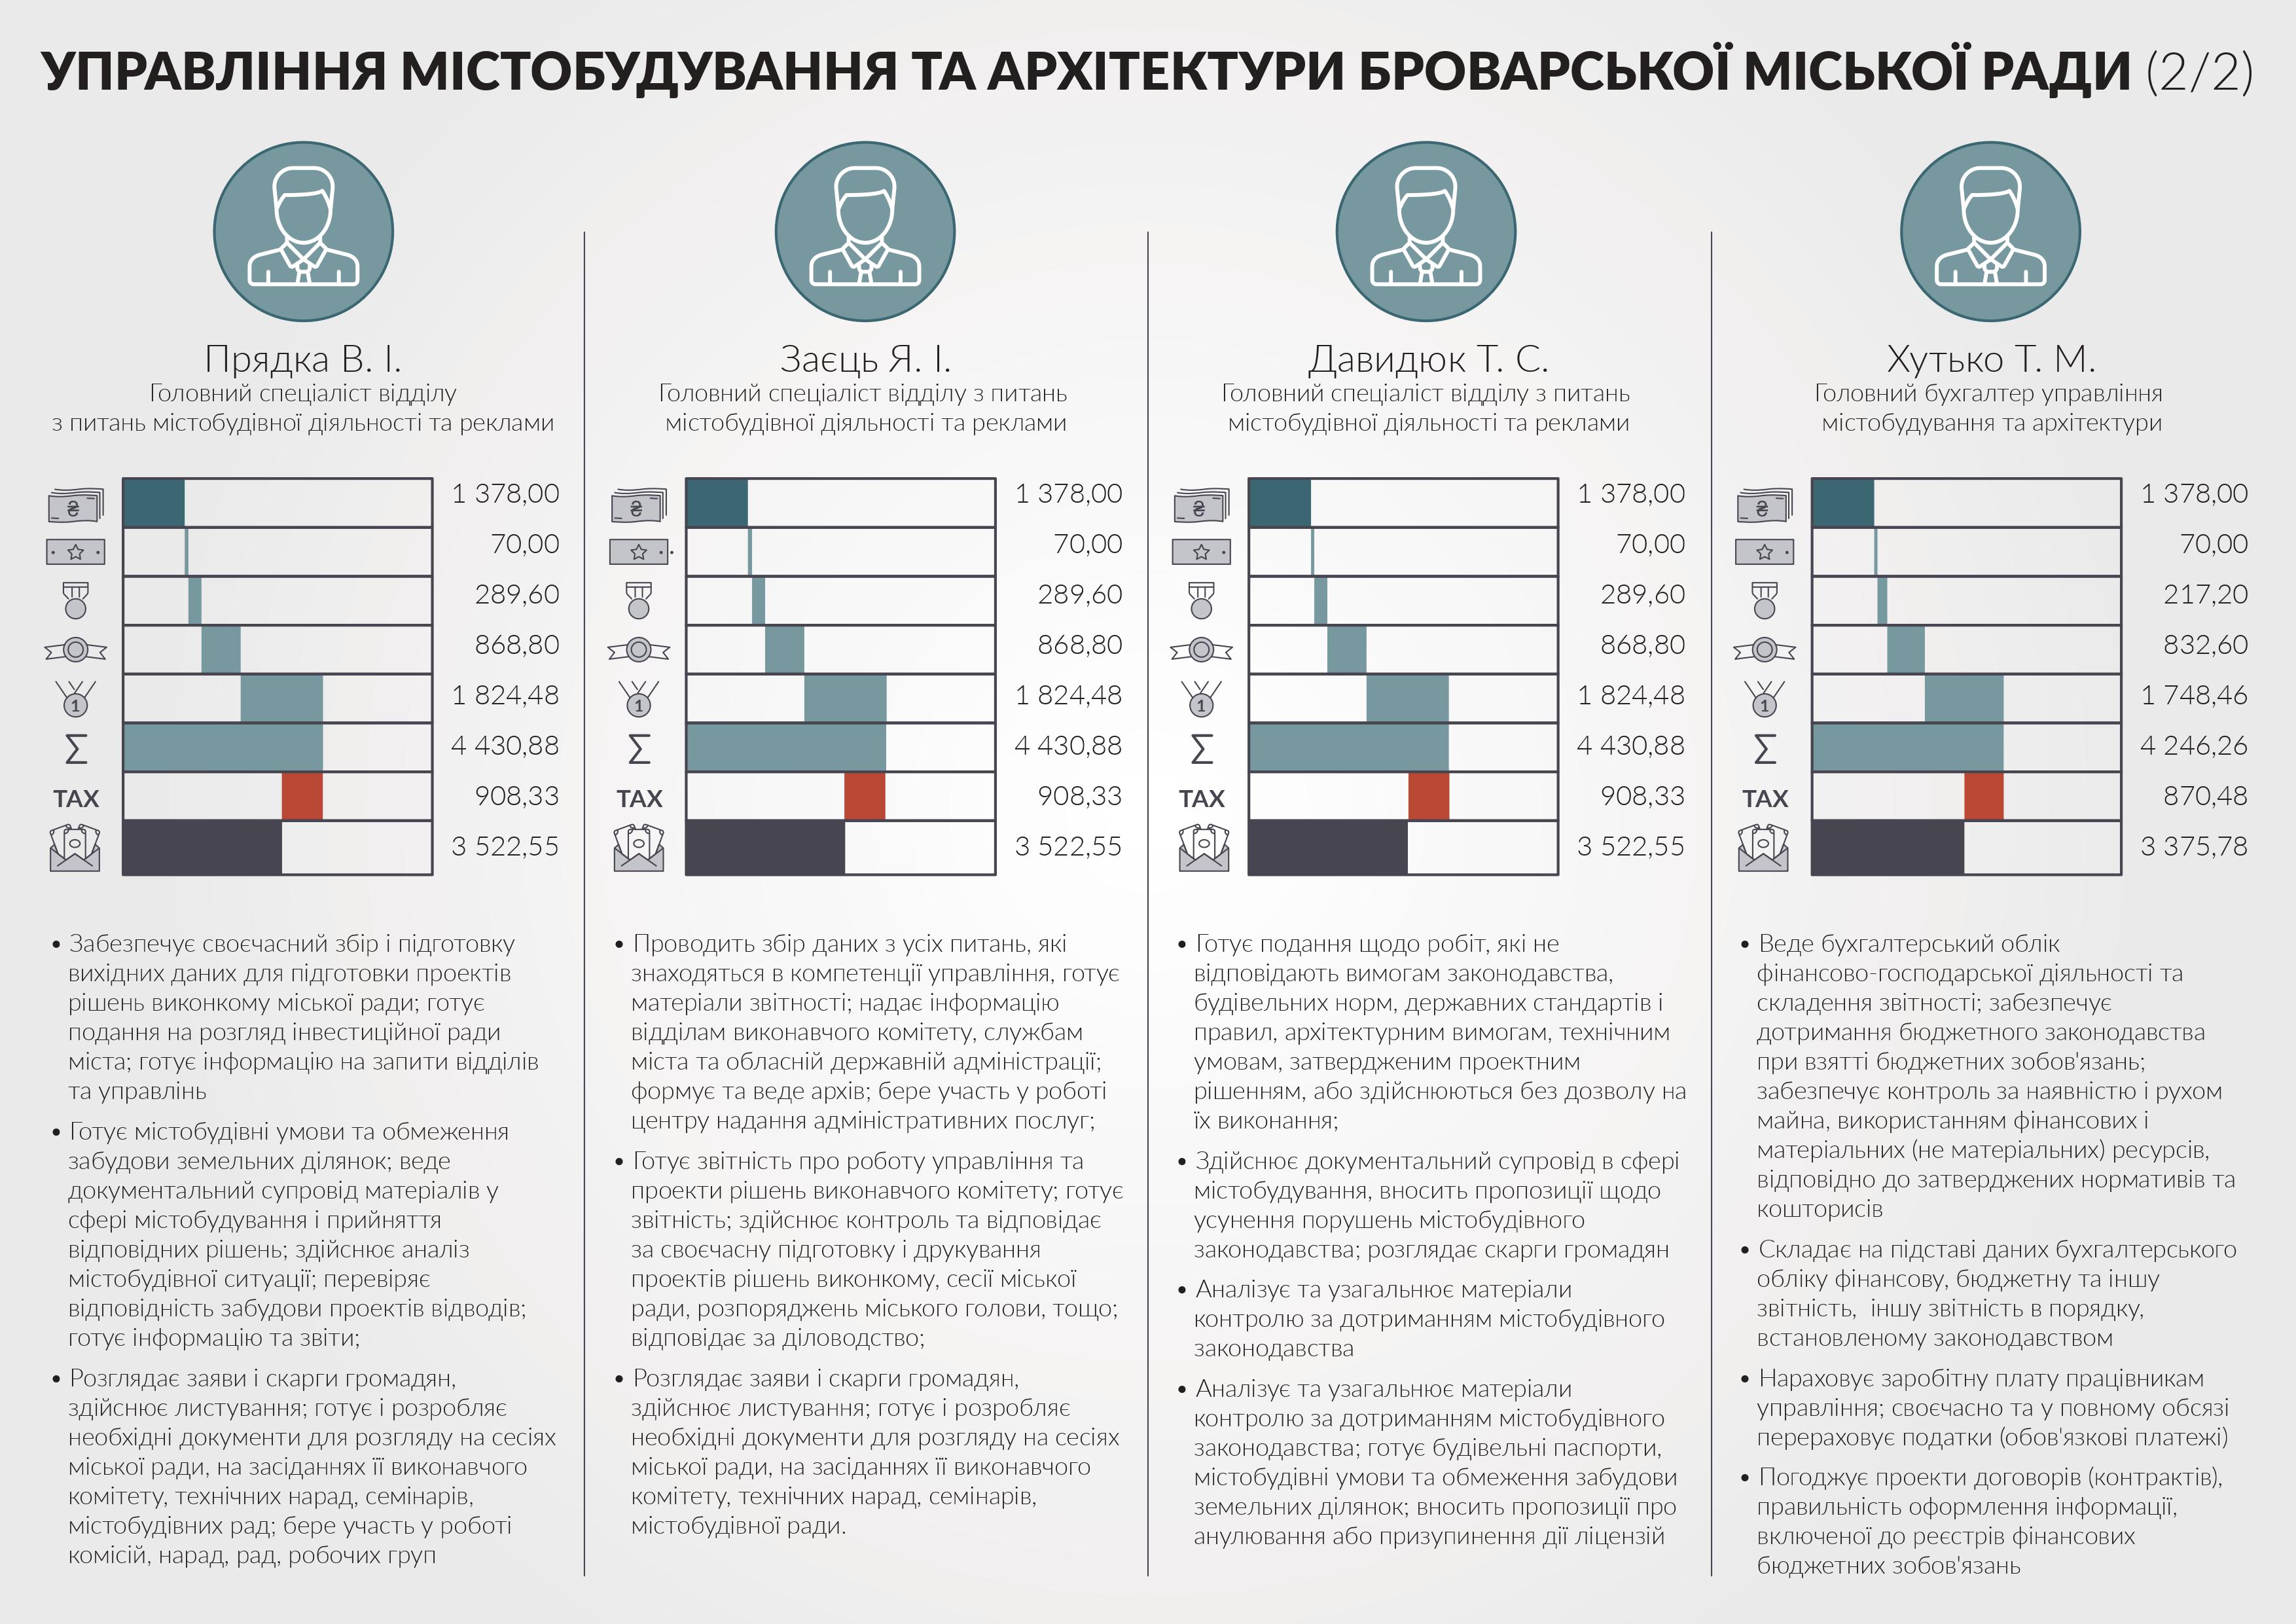 УПРАВЛІННЯ МІСТОБУДУВАННЯ ТА АРХІТЕКТУРИ БРОВАРСЬКОЇ МІСЬКОЇ РАДИ (2/2)
Прядка В. І.
Головний спеціаліст відділу
з питань містобудівної діяльності та реклами
₴ 1 378,00
70,00
289,60
868,80
1 1 824,48
Σ 4 430,88
TAX 908,33
3 522,55
• Забезпечує своєчасний збір і підготовку
вихідних даних для підготовки проектів
рішень виконкому міської ради; готує
подання на розгляд інвестиційної ради
міста; готує інформацію на запити відділів
та управлінь
• Готує містобудівні умови та обмеження
забудови земельних ділянок; веде
документальний супровід матеріалів у
сфері містобудування і прийняття
відповідних рішень; здійснює аналіз
містобудівної ситуації; перевіряє
відповідність забудови проектів відводів;
готує інформацію та звіти;
• Розглядає заяви і скарги громадян,
здійснює листування; готує і розробляє
необхідні документи для розгляду на сесіях
міської ради, на засіданнях її виконавчого
комітету, технічних нарад, семінарів,
містобудівних рад; бере участь у роботі
комісій, нарад, рад, робочих груп
Заєць Я. І.
Головний спеціаліст відділу з питань
містобудівної діяльності та реклами
₴ 1 378,00
70,00
289,60
868,80
1 1 824,48
Σ 4 430,88
TAX 908,33
3 522,55
• Проводить збір даних з усіх питань, які
знаходяться в компетенції управління, готує
матеріали звітності; надає інформацію
відділам виконавчого комітету, службам
міста та обласній державній адміністрації;
формує та веде архів; бере участь у роботі
центру надання адміністративних послуг;
• Готує звітність про роботу управління та
проекти рішень виконавчого комітету; готує
звітність; здійснює контроль та відповідає
за своєчасну підготовку і друкування
проектів рішень виконкому, сесії міської
ради, розпоряджень міського голови, тощо;
відповідає за діловодство;
• Розглядає заяви і скарги громадян,
здійснює листування; готує і розробляє
необхідні документи для розгляду на сесіях
міської ради, на засіданнях її виконавчого
комітету, технічних нарад, семінарів,
містобудівної ради.
Давидюк Т. С.
Головний спеціаліст відділу з питань
містобудівної діяльності та реклами
₴ 1 378,00
70,00
289,60
868,80
1 1 824,48
Σ 4 430,88
TAX 908,33
3 522,55
• Готує подання щодо робіт, які не
відповідають вимогам законодавства,
будівельних норм, державних стандартів і
правил, архітектурним вимогам, технічним
умовам, затвердженим проектним
рішенням, або здійснюються без дозволу на
їх виконання;
• Здійснює документальний супровід в сфері
містобудування, вносить пропозиції щодо
усунення порушень містобудівного
законодавства; розглядає скарги громадян
• Аналізує та узагальнює матеріали
контролю за дотриманням містобудівного
законодавства
• Аналізує та узагальнює матеріали
контролю за дотриманням містобудівного
законодавства; готує будівельні паспорти,
містобудівні умови та обмеження забудови
земельних ділянок; вносить пропозиції про
анулювання або призупинення дії ліцензій
Хутько Т. М.
Головний бухгалтер управління
містобудування та архітектури
₴ 1 378,00
70,00
217,20
832,60
1 1 748,46
Σ 4 246,26
TAX 870,48
3 375,78
• Веде бухгалтерський облік
фінансово-господарської діяльності та
складення звітності; забезпечує
дотримання бюджетного законодавства
при взятті бюджетних зобов'язань;
забезпечує контроль за наявністю і рухом
майна, використанням фінансових і
матеріальних (не матеріальних) ресурсів,
відповідно до затверджених нормативів та
кошторисів
• Складає на підставі даних бухгалтерського
обліку фінансову, бюджетну та іншу
звітність, іншу звітність в порядку,
встановленому законодавством
• Нараховує заробітну плату працівникам
управління; своєчасно та у повному обсязі
перераховує податки (обов'язкові платежі)
• Погоджує проекти договорів (контрактів),
правильність оформлення інформації,
включеної до реєстрів фінансових
бюджетних зобов'язань